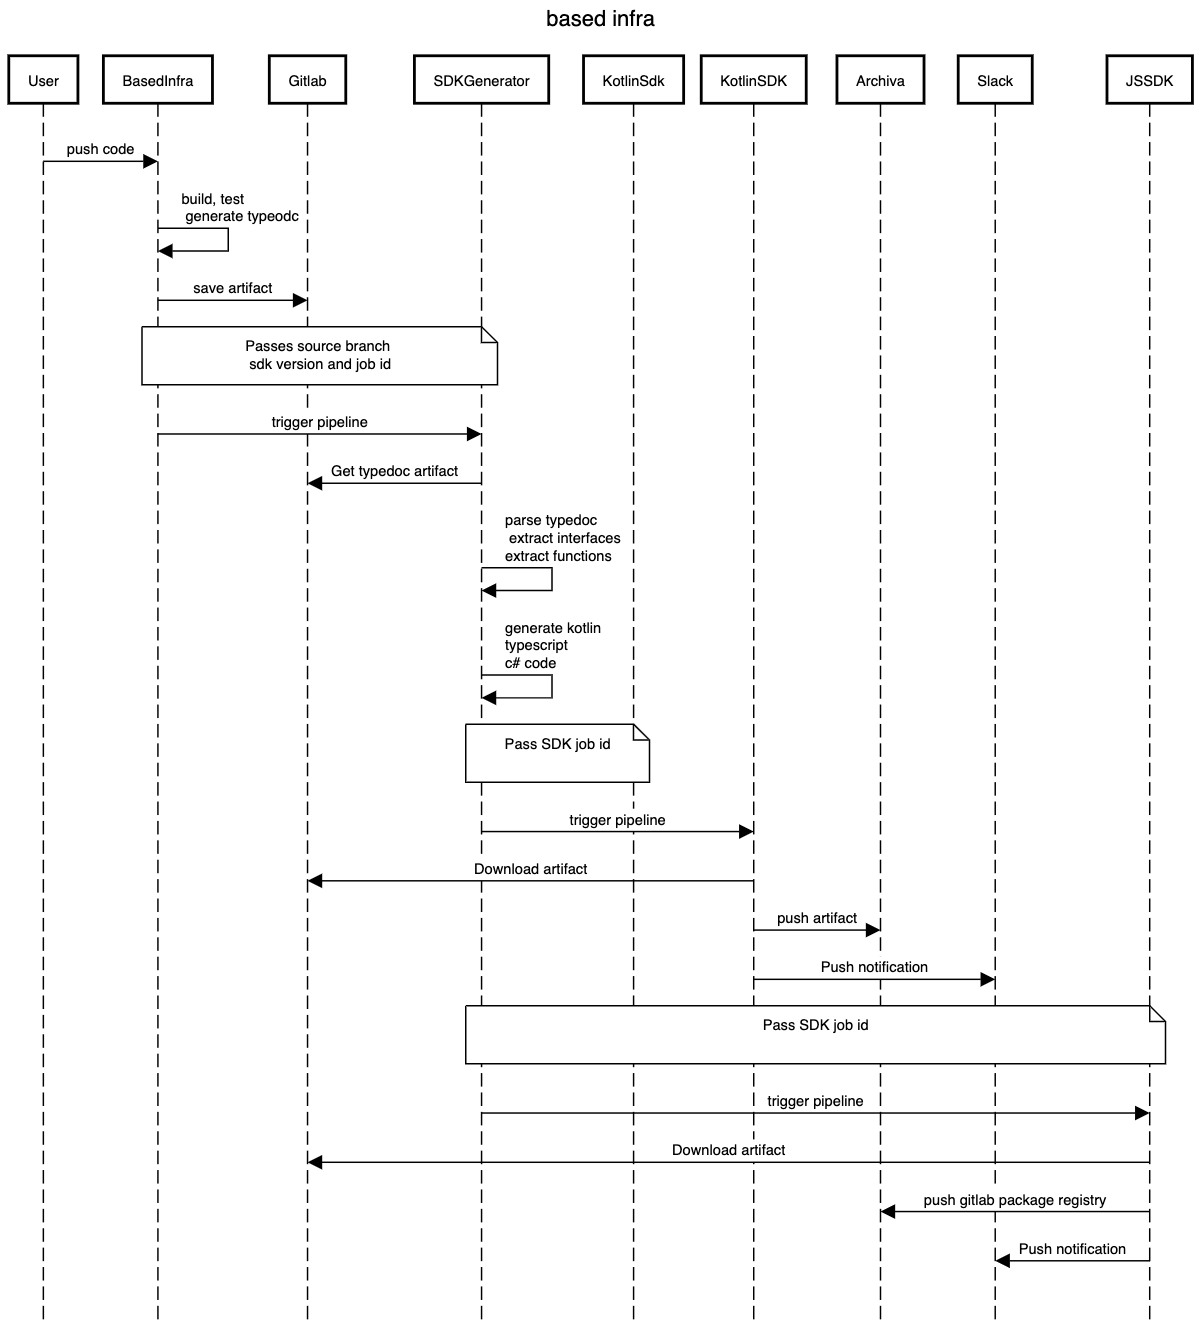 based infra
User
BasedInfra
Gitlab
SDKGenerator
KotlinSdk
KotlinSDK
Archiva
Slack
JSSDK
push code
build, test
generate typeodc
save artifact
Passes source branch
sdk version and job id
trigger pipeline
Get typedoc artifact
parse typedoc
extract interfaces
extract functions
generate kotlin
typescript
c# code
Pass SDK job id
trigger pipeline
Download artifact
push artifact
Push notification
Pass SDK job id
trigger pipeline
Download artifact
push gitlab package registry
Push notification